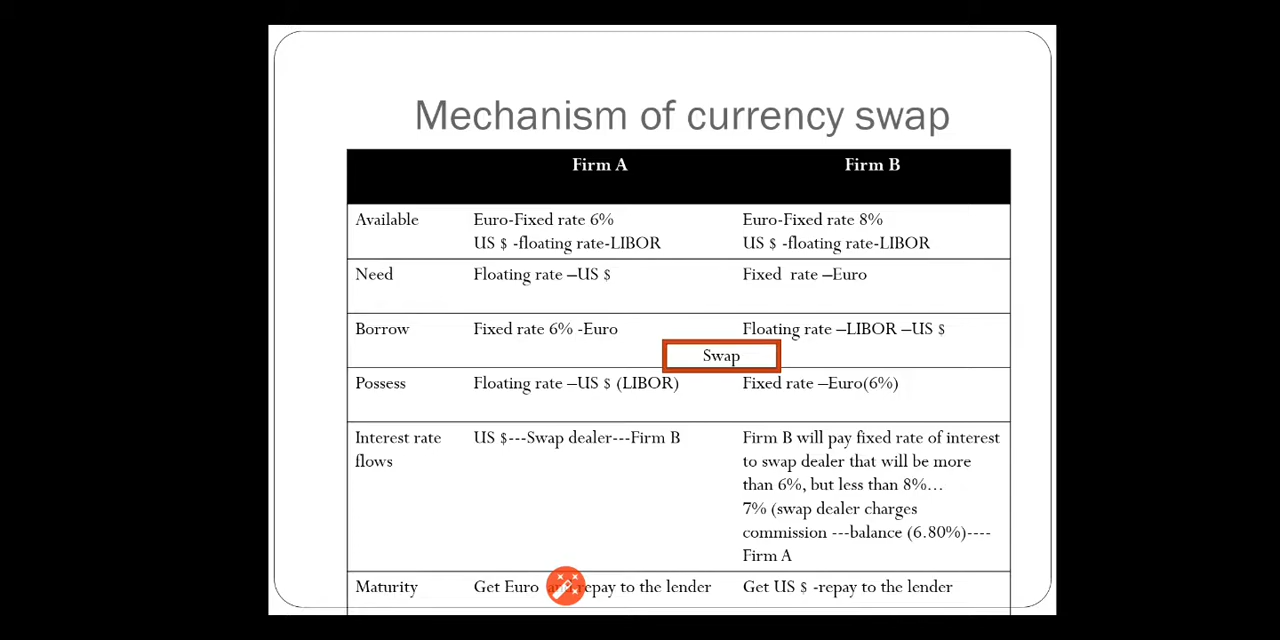 Mechanism of currency swap
Firm A Firm B
Available Euro-Fixed rate 6% Euro-Fixed rate 8%
US $ -floating rate-LIBOR US $ -floating rate-LIBOR
Need Floating rate –US $ Fixed rate –Euro
Borrow Fixed rate 6% -Euro Floating rate –LIBOR –US $
Swap
Possess Floating rate –US $ (LIBOR) Fixed rate –Euro(6%)
Interest rate US $---Swap dealer---Firm B Firm B will pay fixed rate of interest
flows to swap dealer that will be more
than 6%, but less than 8%...
7% (swap dealer charges
commission ---balance (6.80%)----
Firm A
Maturity Get Euro repay to the lender Get US $ -repay to the lender